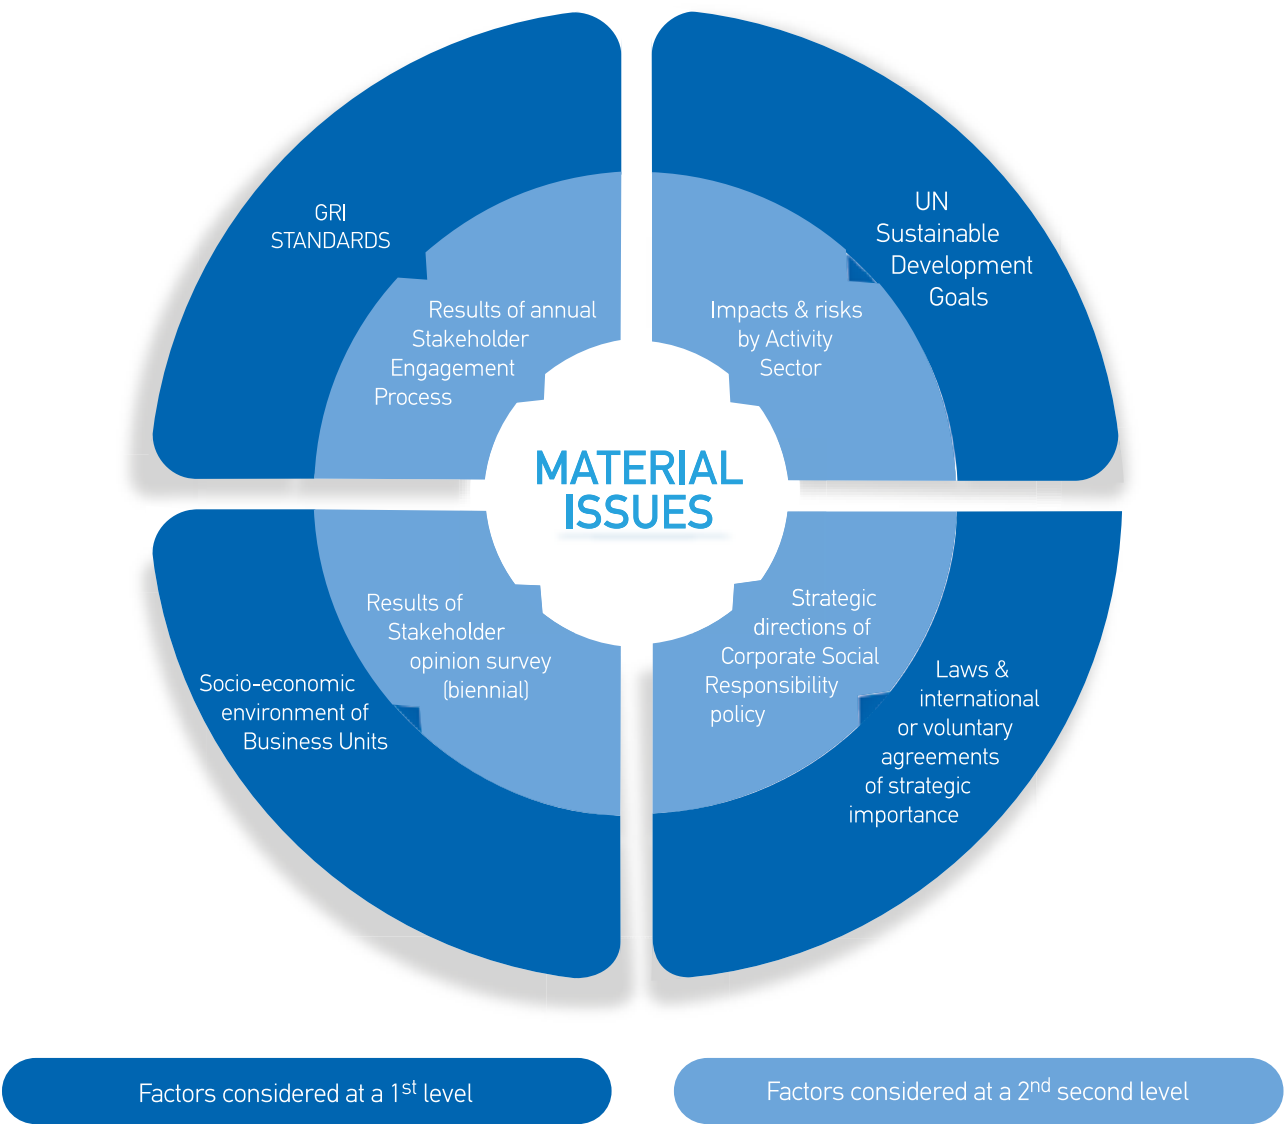 GRI
STANDARDS
UN
Sustainable
Development
Goals
Results of annual
Stakeholder
Engagement
Process
Impacts & risks
by Activity
Sector
MATERIAL
ISSUES
Results of
Stakeholder
opinion survey
(biennial)
Strategic
directions of
Corporate Social
Responsibility
policy
Socio-economic
environment of
Business Units
Laws &
international
or voluntary
agreements
of strategic
importance
Factors considered at a 1st level
Factors considered at a 2nd second level